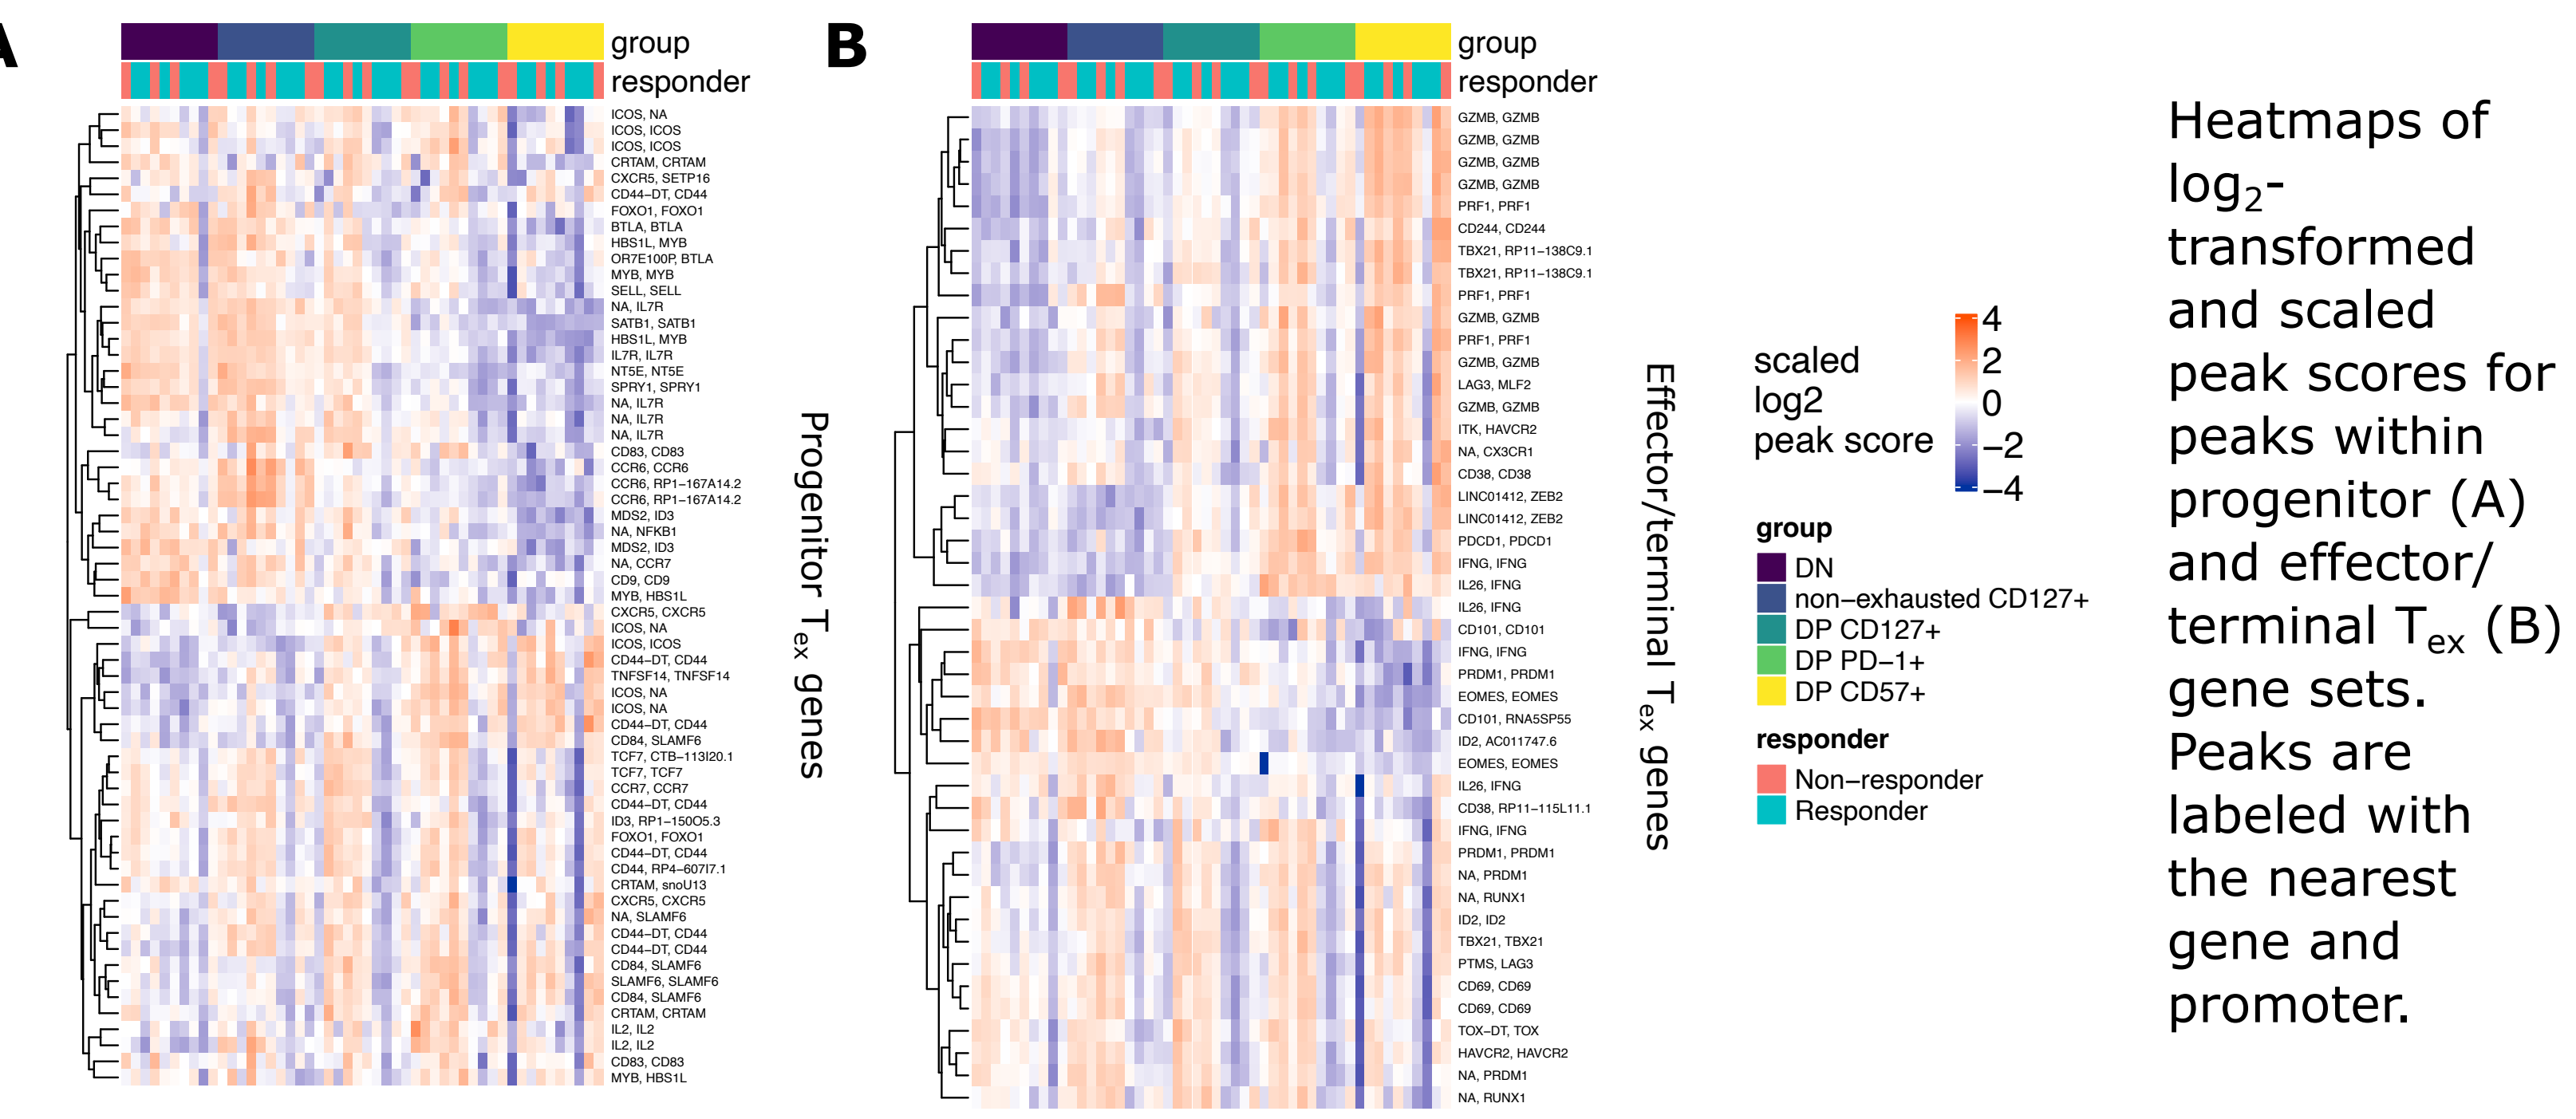 A
group
responder
ICOS, NA
ICOS, ICOS
ICOS, ICOS
CRTAM, CRTAM
CXCR5, SETP16
CD44−DT, CD44
FOXO1, FOXO1
BTLA, BTLA
HBS1L, MYB
OR7E100P, BTLA
MYB, MYB
SELL, SELL
NA, IL7R
SATB1, SATB1
HBS1L, MYB
IL7R, IL7R
NT5E, NT5E
SPRY1, SPRY1
NA, IL7R
NA, IL7R
NA, IL7R
CD83, CD83
CCR6, CCR6
CCR6, RP1−167A14.2
CCR6, RP1−167A14.2
MDS2, ID3
NA, NFKB1
MDS2, ID3
NA, CCR7
CD9, CD9
MYB, HBS1L
CXCR5, CXCR5
ICOS, NA
ICOS, ICOS
CD44−DT, CD44
TNFSF14, TNFSF14
ICOS, NA
ICOS, NA
CD44−DT, CD44
CD84, SLAMF6
TCF7, CTB−113I20.1
TCF7, TCF7
CCR7, CCR7
CD44−DT, CD44
ID3, RP1−150O5.3
FOXO1, FOXO1
CD44−DT, CD44
CD44, RP4−607I7.1
CRTAM, snoU13
CXCR5, CXCR5
NA, SLAMF6
CD44−DT, CD44
CD44−DT, CD44
CD84, SLAMF6
SLAMF6, SLAMF6
CD84, SLAMF6
CRTAM, CRTAM
IL2, IL2
IL2, IL2
CD83, CD83
MYB, HBS1L
Progenitor Tex genes
B
group
responder
GZMB, GZMB
GZMB, GZMB
GZMB, GZMB
GZMB, GZMB
PRF1, PRF1
CD244, CD244
TBX21, RP11−138C9.1
TBX21, RP11−138C9.1
PRF1, PRF1
GZMB, GZMB
PRF1, PRF1
GZMB, GZMB
LAG3, MLF2
GZMB, GZMB
ITK, HAVCR2
NA, CX3CR1
CD38, CD38
LINC01412, ZEB2
LINC01412, ZEB2
PDCD1, PDCD1
IFNG, IFNG
IL26, IFNG
IL26, IFNG
CD101, CD101
IFNG, IFNG
PRDM1, PRDM1
EOMES, EOMES
CD101, RNA5SP55
ID2, AC011747.6
EOMES, EOMES
IL26, IFNG
CD38, RP11−115L11.1
IFNG, IFNG
PRDM1, PRDM1
NA, PRDM1
NA, RUNX1
ID2, ID2
TBX21, TBX21
PTMS, LAG3
CD69, CD69
CD69, CD69
TOX−DT, TOX
HAVCR2, HAVCR2
NA, PRDM1
NA, RUNX1
Effector/terminal Tex genes
scaled
log2
peak score
4
2
0
−2
−4
group
DN
non−exhausted CD127+
DP CD127+
DP PD−1+
DP CD57+
responder
Non−responder
Responder
Heatmaps of
log2-
transformed
and scaled
peak scores for
peaks within
progenitor (A)
and effector/
terminal Tex (B)
gene sets.
Peaks are
labeled with
the nearest
gene and
promoter.